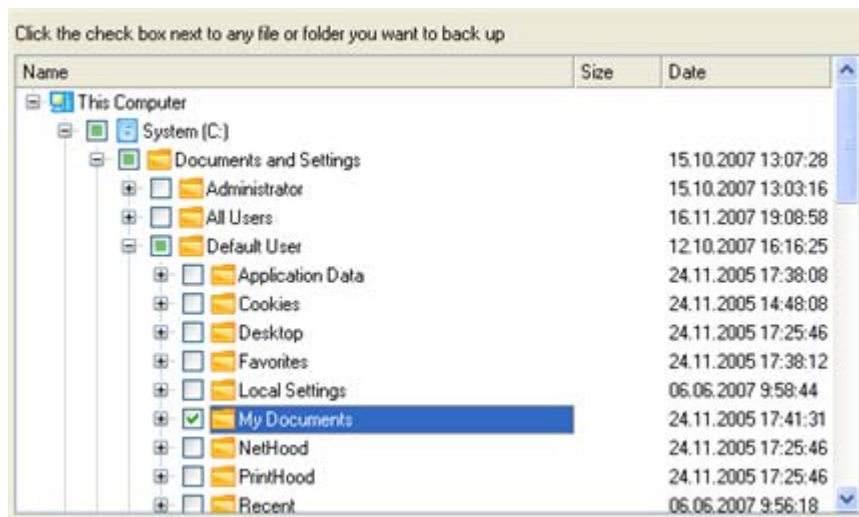 Click the check box next to any file or folder you want to back up
Name Size Date
This Computer
System (C:)
Documents and Settings 15.10.2007 13:07:28
Administrator 15.10.2007 13:03:16
All Users 16.11.2007 19:08:58
Default User 12.10.2007 16:16:25
Application Data 24.11.2005 17:38:08
Cookies 24.11.2005 14:48:08
Desktop 24.11.2005 17:25:46
Favorites 24.11.2005 17:38:12
Local Settings 06.06.2007 9:58:44
My Documents 24.11.2005 17:41:31
NetHood 24.11.2005 17:25:46
PrintHood 24.11.2005 17:25:46
Recent 06.06.2007 9:56:18